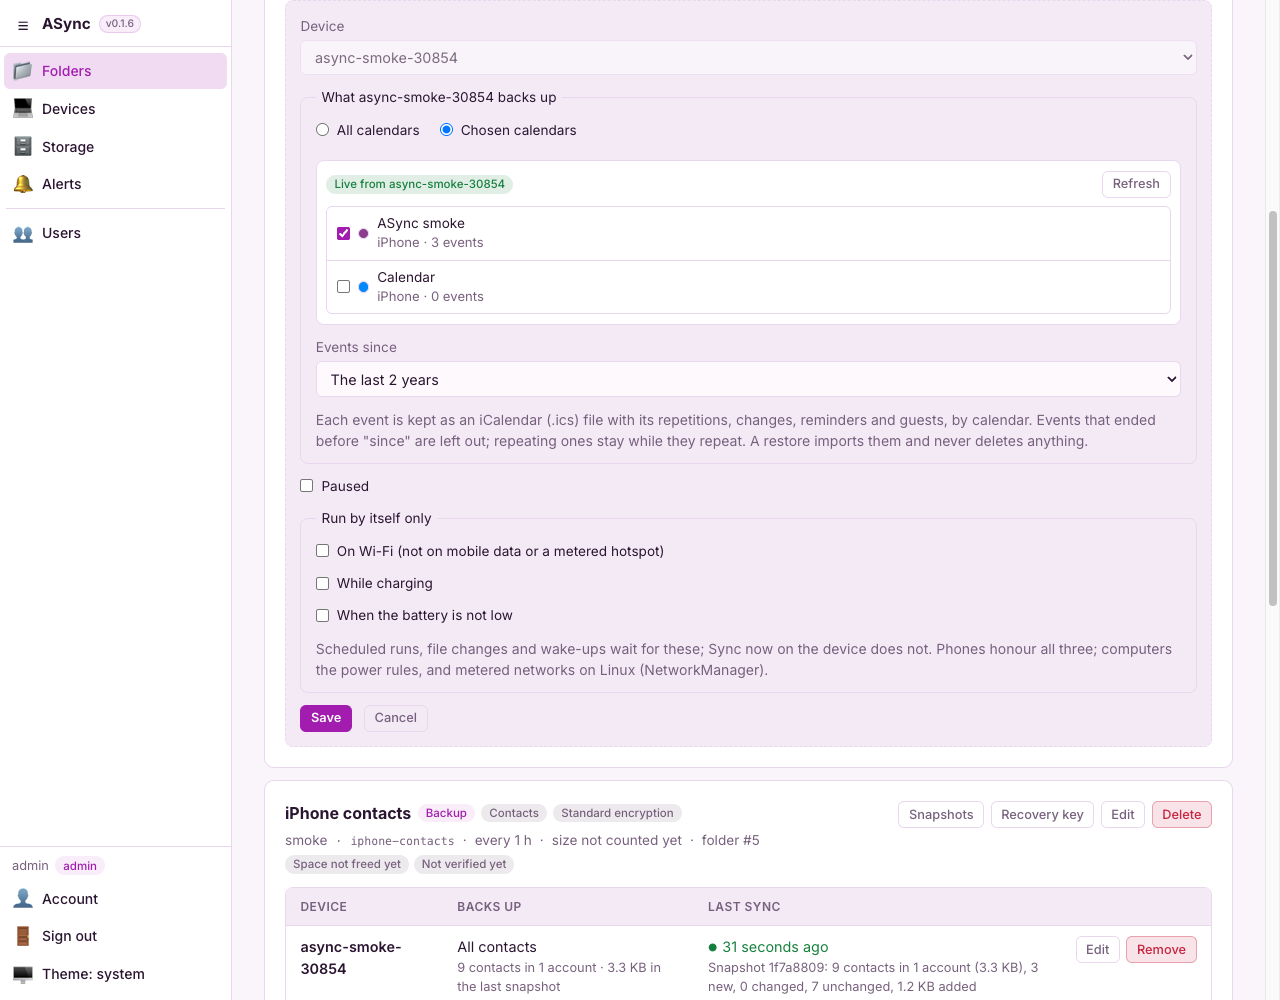 ASync v0.1.6
Folders
Devices
Storage
Alerts
Users
admin admin
Account
Sign out
Theme: system
Device
async-smoke-30854
What async-smoke-30854 backs up
All calendars
Chosen calendars
Live from async-smoke-30854
Refresh
ASync smoke
iPhone · 3 events
Calendar
iPhone · 0 events
Events since
The last 2 years
Each event is kept as an iCalendar (.ics) file with its repetitions, changes, reminders and guests, by calendar. Events that ended
before "since" are left out; repeating ones stay while they repeat. A restore imports them and never deletes anything.
Paused
Run by itself only
On Wi-Fi (not on mobile data or a metered hotspot)
While charging
When the battery is not low
Scheduled runs, file changes and wake-ups wait for these; Sync now on the device does not. Phones honour all three; computers
the power rules, and metered networks on Linux (NetworkManager).
Save
Cancel
iPhone contacts Backup Contacts Standard encryption
Snapshots
Recovery key
Edit
Delete
smoke · iphone-contacts · every 1 h · size not counted yet · folder #5
Space not freed yet
Not verified yet
DEVICE
BACKS UP
LAST SYNC
async-smoke-
30854
All contacts
9 contacts in 1 account · 3.3 KB in
the last snapshot
31 seconds ago
Snapshot 1f7a8809: 9 contacts in 1 account (3.3 KB), 3
new, 0 changed, 7 unchanged, 1.2 KB added
Edit
Remove